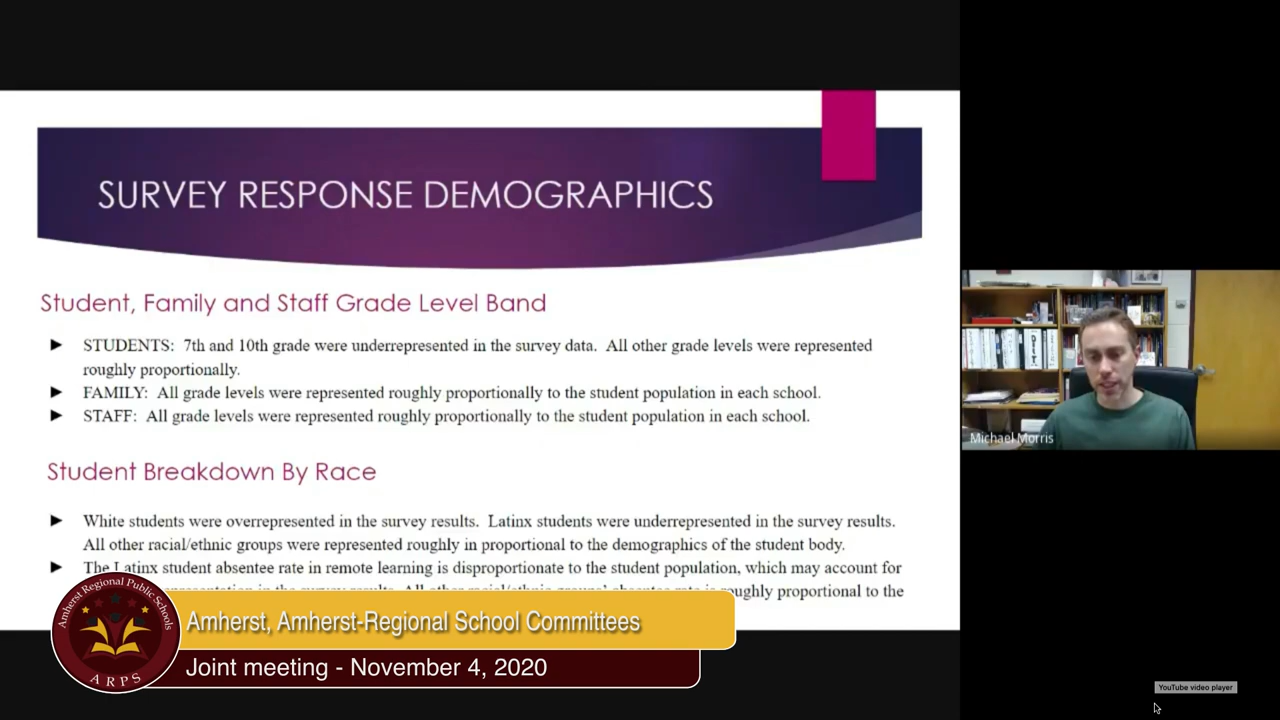 SURVEY RESPONSE DEMOGRAPHICS
Student, Family and Staff Grade Level Band
STUDENTS: 7th and 10th grade were underrepresented in the survey data. All other grade levels were represented
roughly proportionally.
FAMILY: All grade levels were represented roughly proportionally to the student population in each school.
STAFF: All grade levels were represented roughly proportionally to the student population in each school.
Student Breakdown By Race
White students were overrepresented in the survey results. Latinx students were underrepresented in the survey results.
All other racial/ethnic groups were represented roughly in proportional to the demographics of the student body.
The Latinx student absentee rate in remote learning is disproportionate to the student population, which may account for
roughly proportional to the
Michael Morris
Amherst Regional Public Schools
ARPS
Amherst, Amherst-Regional School Committees
Joint meeting - November 4, 2020
YouTube video player